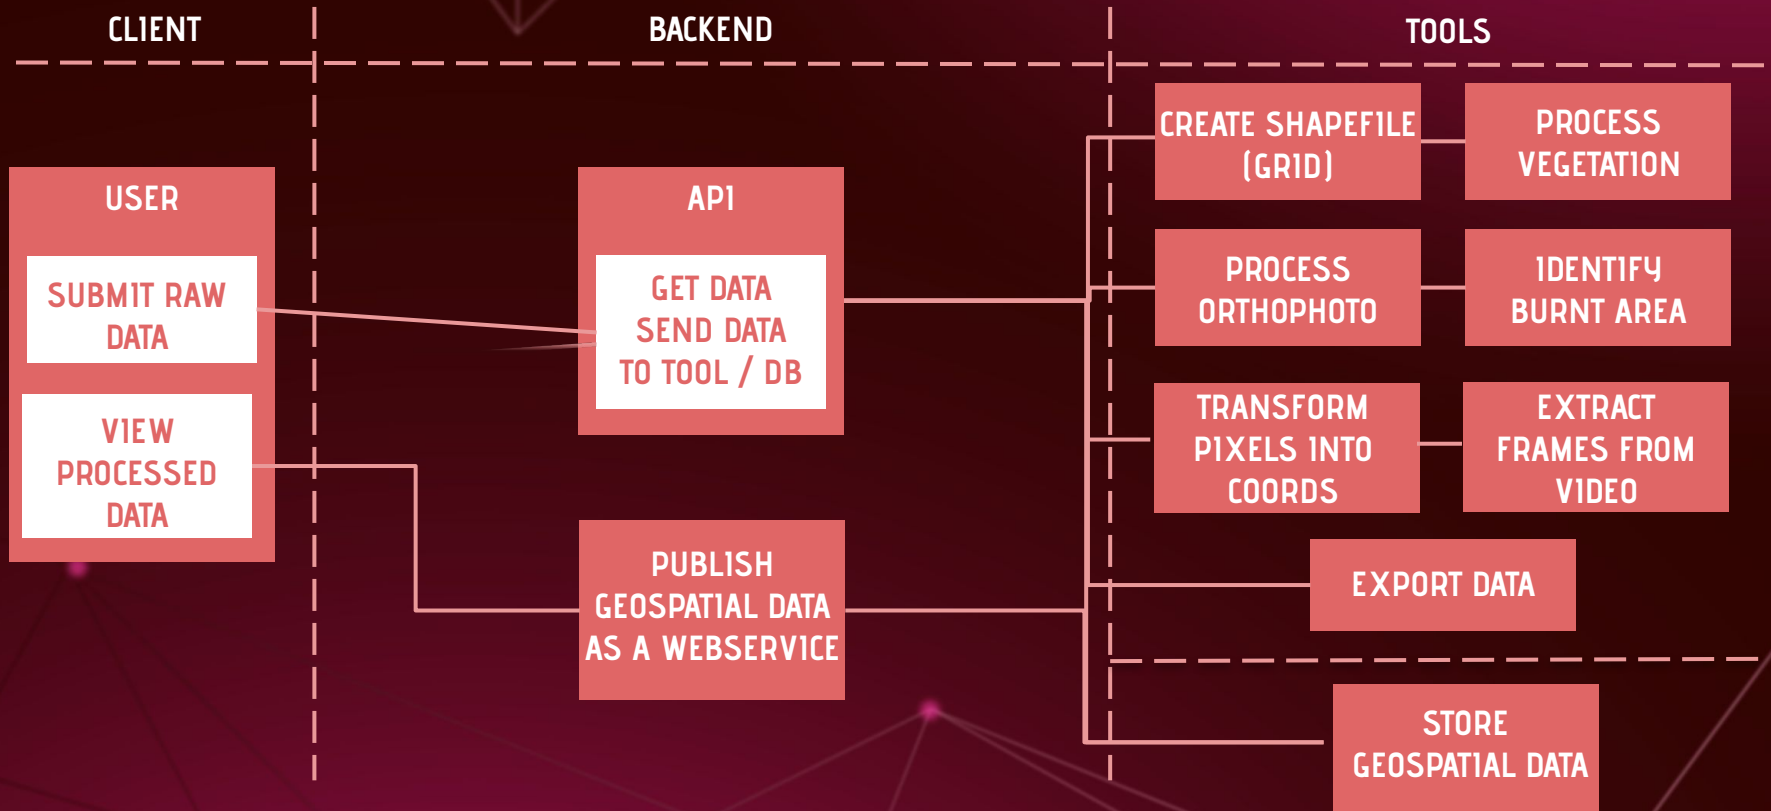 CLIENT
BACKEND
TOOLS
USER
SUBMIT RAW
DATA
VIEW
PROCESSED
DATA
API
GET DATA
SEND DATA
TO TOOL / DB
PUBLISH
GEOSPATIAL DATA
AS A WEBSERVICE
CREATE SHAPEFILE
(GRID)
PROCESS
VEGETATION
PROCESS
ORTHOPHOTO
IDENTIFY
BURNT AREA
TRANSFORM
PIXELS INTO
COORDS
EXTRACT
FRAMES FROM
VIDEO
EXPORT DATA
STORE
GEOSPATIAL DATA